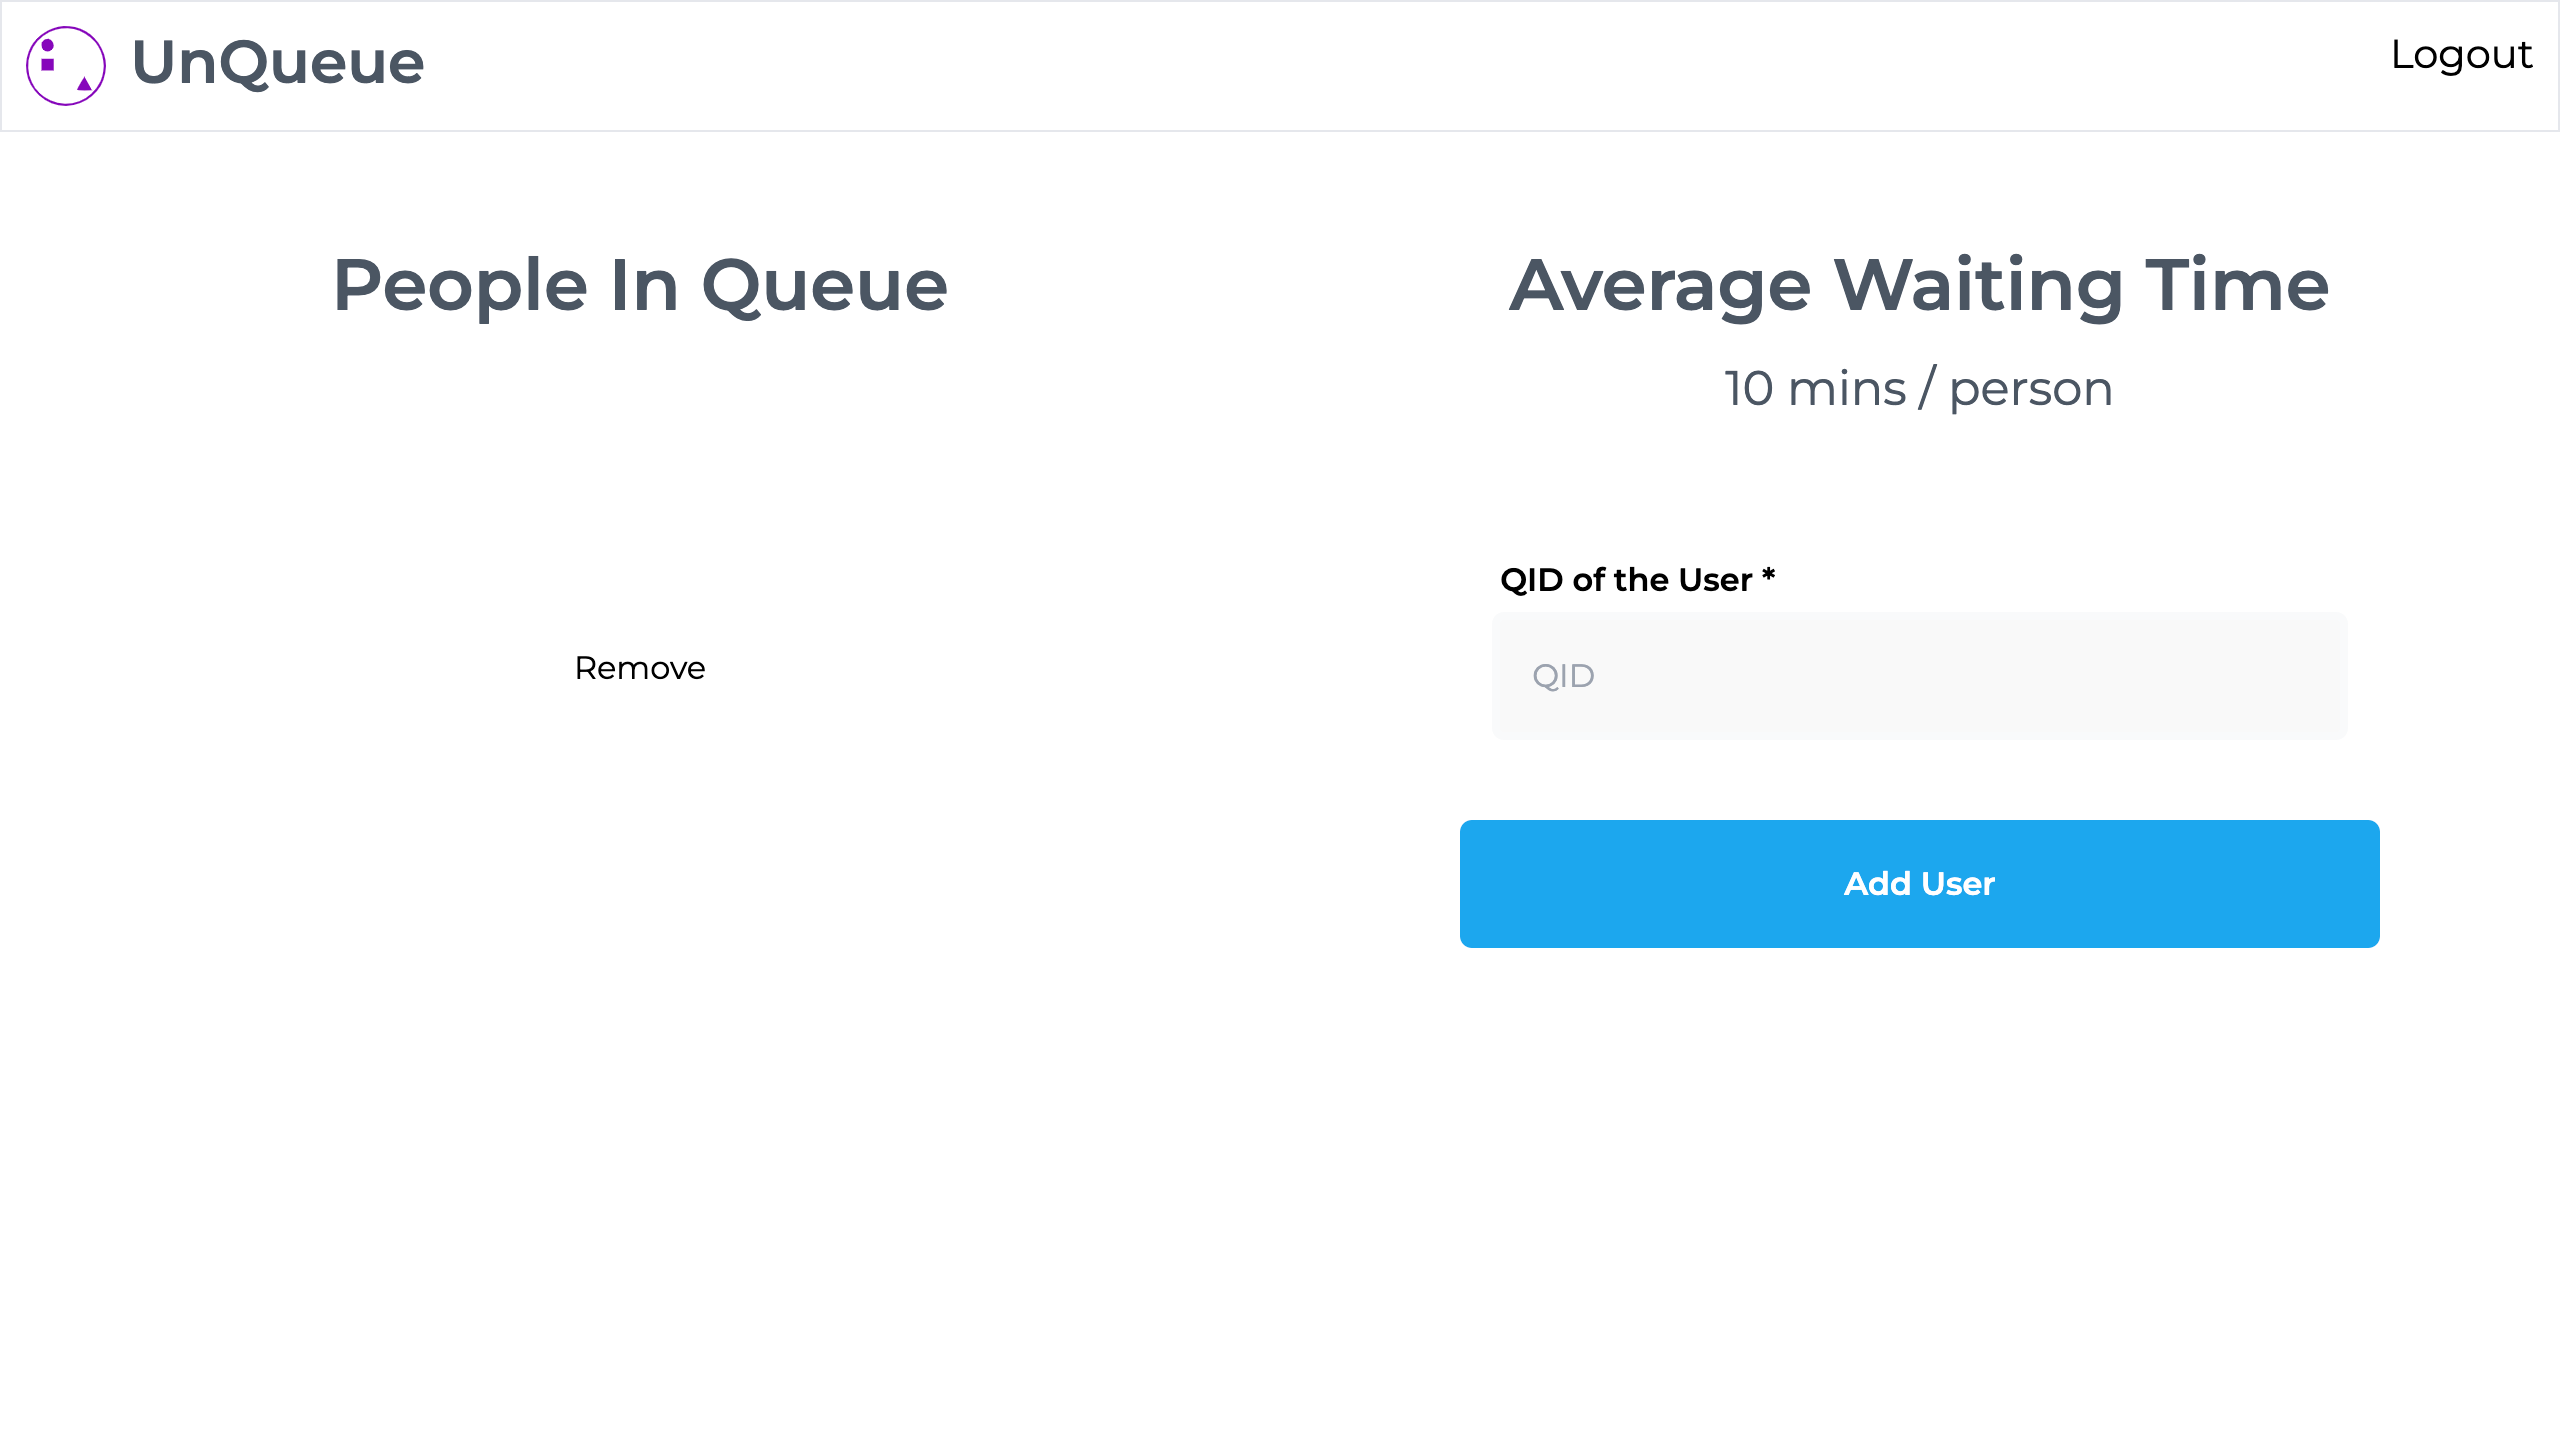 UnQueue
Logout
People In Queue
Remove
Average Waiting Time
10 mins / person
QID of the User *
QID
Add User